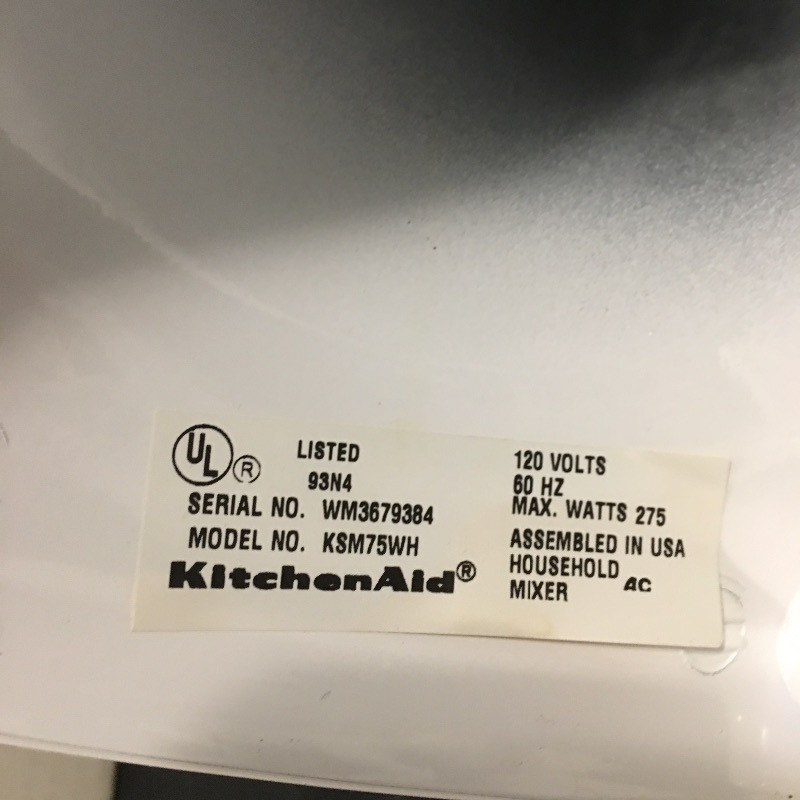 UL® LISTED
93N4
SERIAL NO. WM3679384
MODEL NO. KSM75WH
KitchenAid®
120 VOLTS
60 HZ
MAX. WATTS 275
ASSEMBLED IN USA
HOUSEHOLD AC
MIXER